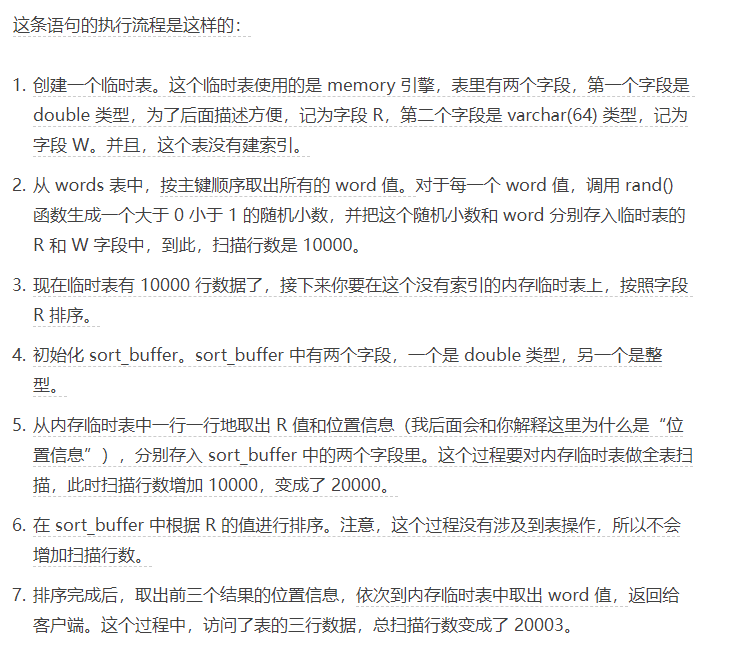 这条语句的执行流程是这样的：
1. 创建一个临时表。这个临时表使用的是 memory 引擎，表里有两个字段，第一个字段是
double 类型，为了后面描述方便，记为字段 R，第二个字段是 varchar(64) 类型，记为
字段 W。并且，这个表没有建索引。
2. 从 words 表中，按主键顺序取出所有的 word 值。对于每一个 word 值，调用 rand()
函数生成一个大于 0 小于 1 的随机小数，并把这个随机小数和 word 分别存入临时表的
R 和 W 字段中，到此，扫描行数是 10000。
3. 现在临时表有 10000 行数据了，接下来你要在这个没有索引的内存临时表上，按照字段
R 排序。
4. 初始化 sort_buffer。sort_buffer 中有两个字段，一个是 double 类型，另一个是整
型。
5. 从内存临时表中一行一行地取出 R 值和位置信息（我后面会和你解释这里为什么是“位
置信息”），分别存入 sort_buffer 中的两个字段里。这个过程要对内存临时表做全表扫
描，此时扫描行数增加 10000，变成了 20000。
6. 在 sort_buffer 中根据 R 的值进行排序。注意，这个过程没有涉及到表操作，所以不会
增加扫描行数。
7. 排序完成后，取出前三个结果的位置信息，依次到内存临时表中取出 word 值，返回给
客户端。这个过程中，访问了表的三行数据，总扫描行数变成了 20003。